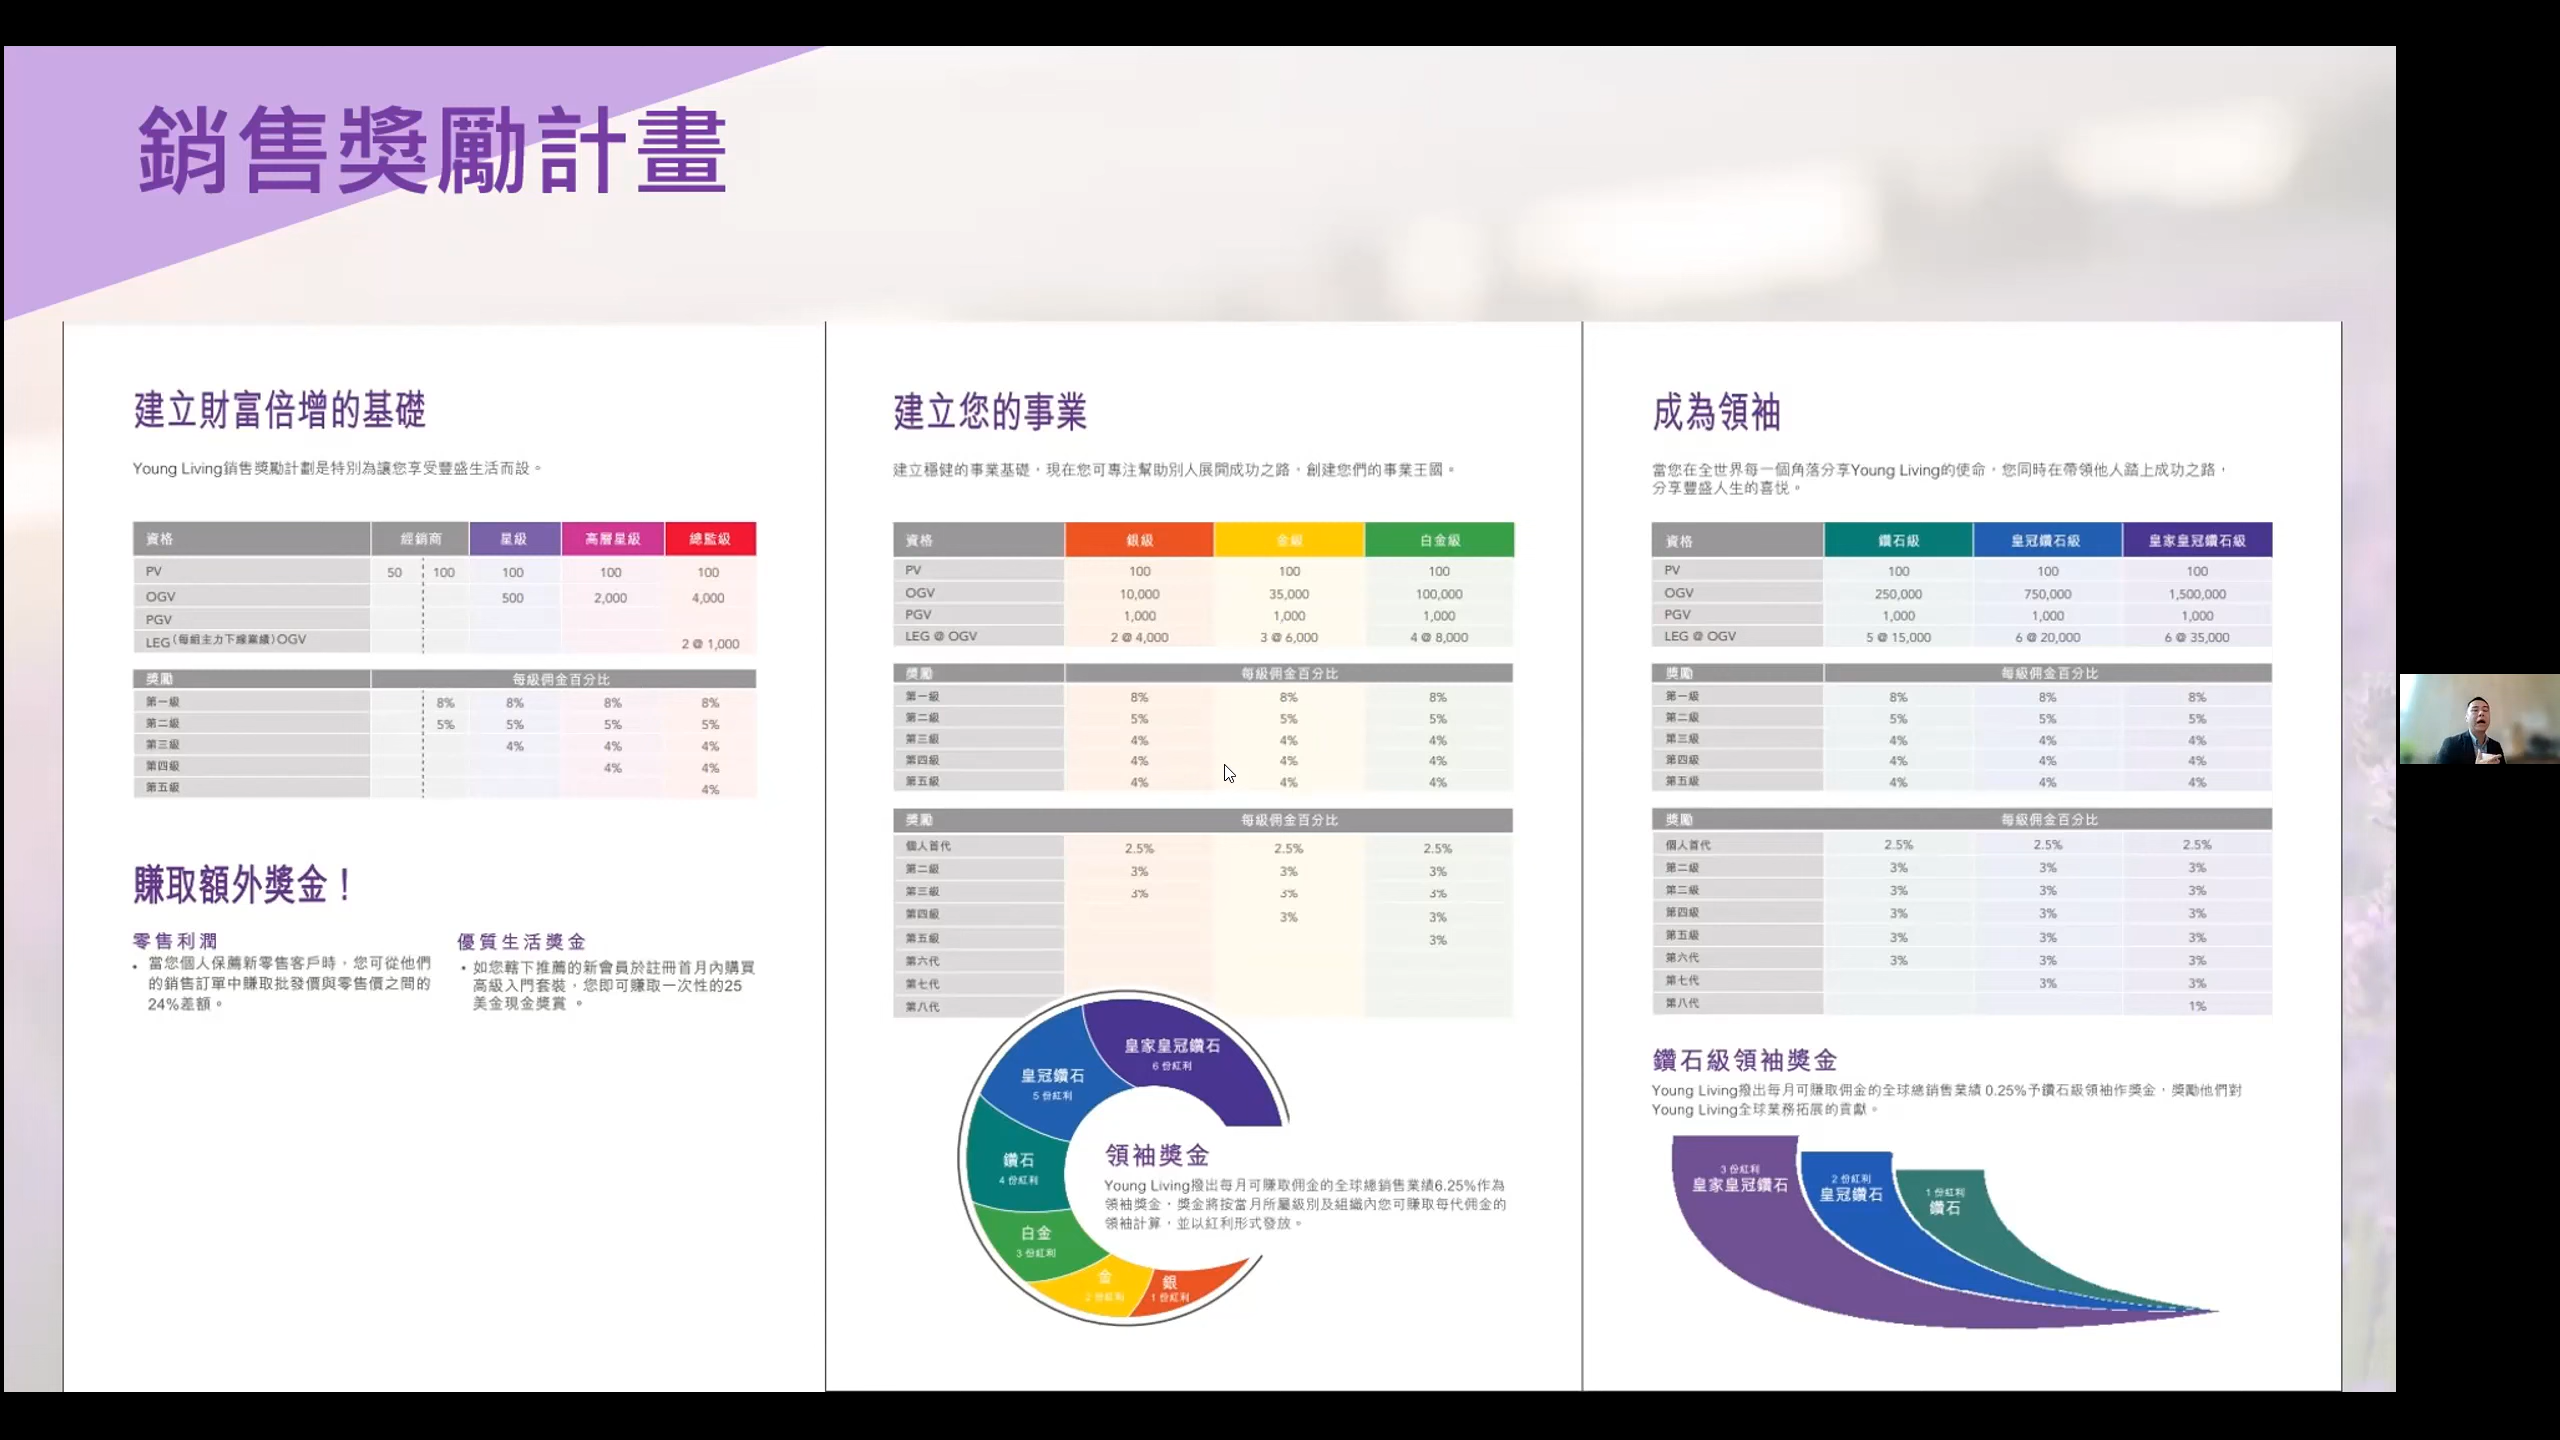 銷售獎勵計畫
建立財富倍增的基礎
Young Living銷售獎勵計劃是特別為讓您享受豐盛生活而設。
資格 經銷商 星級 高層星級 總監級
PV 50 100 100 100 100
OGV 500 2,000 4,000
PGV
LEG(每組主力下線業績)OGV 2 @ 1,000
獎勵 每級佣金百分比
第一級 8% 8% 8% 8%
第二級 5% 5% 5% 5%
第三級 4% 4% 4%
第四級 4% 4%
第五級 4%
賺取額外獎金！
零售利潤
• 當您個人保薦新零售客戶時，您可從他們
的銷售訂單中賺取批發價與零售價之間的
24%差額。
優質生活獎金
• 如您轄下推薦的新會員於註冊首月內購買
高級入門套裝，您即可賺取一次性的25
美金現金獎賞 。
建立您的事業
建立穩健的事業基礎，現在您可專注幫助別人展開成功之路，創建您們的事業王國。
資格 銀級 金級 白金級
PV 100 100 100
OGV 10,000 35,000 100,000
PGV 1,000 1,000 1,000
LEG @ OGV 2 @ 4,000 3 @ 6,000 4 @ 8,000
獎勵 每級佣金百分比
第一級 8% 8% 8%
第二級 5% 5% 5%
第三級 4% 4% 4%
第四級 4% 4% 4%
第五級 4% 4% 4%
獎勵 每級佣金百分比
個人首代 2.5% 2.5% 2.5%
第二級 3% 3% 3%
第三級 3% 3% 3%
第四級 3% 3%
第五級 3%
第六代
第七代
第八代
皇家皇冠鑽石
6 份紅利
皇冠鑽石
5 份紅利
鑽石
4 份紅利
白金
3 份紅利
金
2 份紅利
銀
1 份紅利
領袖獎金
Young Living撥出每月可賺取佣金的全球總銷售業績6.25%作為
領袖獎金，獎金將按當月所屬級別及組織內您可賺取每代佣金的
領袖計算，並以紅利形式發放。
成為領袖
當您在全世界每一個角落分享Young Living的使命，您同時在帶領他人踏上成功之路，
分享豐盛人生的喜悅。
資格 鑽石級 皇冠鑽石級 皇家皇冠鑽石級
PV 100 100 100
OGV 250,000 750,000 1,500,000
PGV 1,000 1,000 1,000
LEG @ OGV 5 @ 15,000 6 @ 20,000 6 @ 35,000
獎勵 每級佣金百分比
第一級 8% 8% 8%
第二級 5% 5% 5%
第三級 4% 4% 4%
第四級 4% 4% 4%
第五級 4% 4% 4%
獎勵 每級佣金百分比
個人首代 2.5% 2.5% 2.5%
第二級 3% 3% 3%
第三級 3% 3% 3%
第四級 3% 3% 3%
第五級 3% 3% 3%
第六代 3% 3% 3%
第七代 3% 3%
第八代 1%
鑽石級領袖獎金
Young Living撥出每月可賺取佣金的全球總銷售業績 0.25%予鑽石級領袖作獎金，獎勵他們對
Young Living全球業務拓展的貢獻。
3 份紅利
皇家皇冠鑽石
2 份紅利
皇冠鑽石
1 份紅利
鑽石